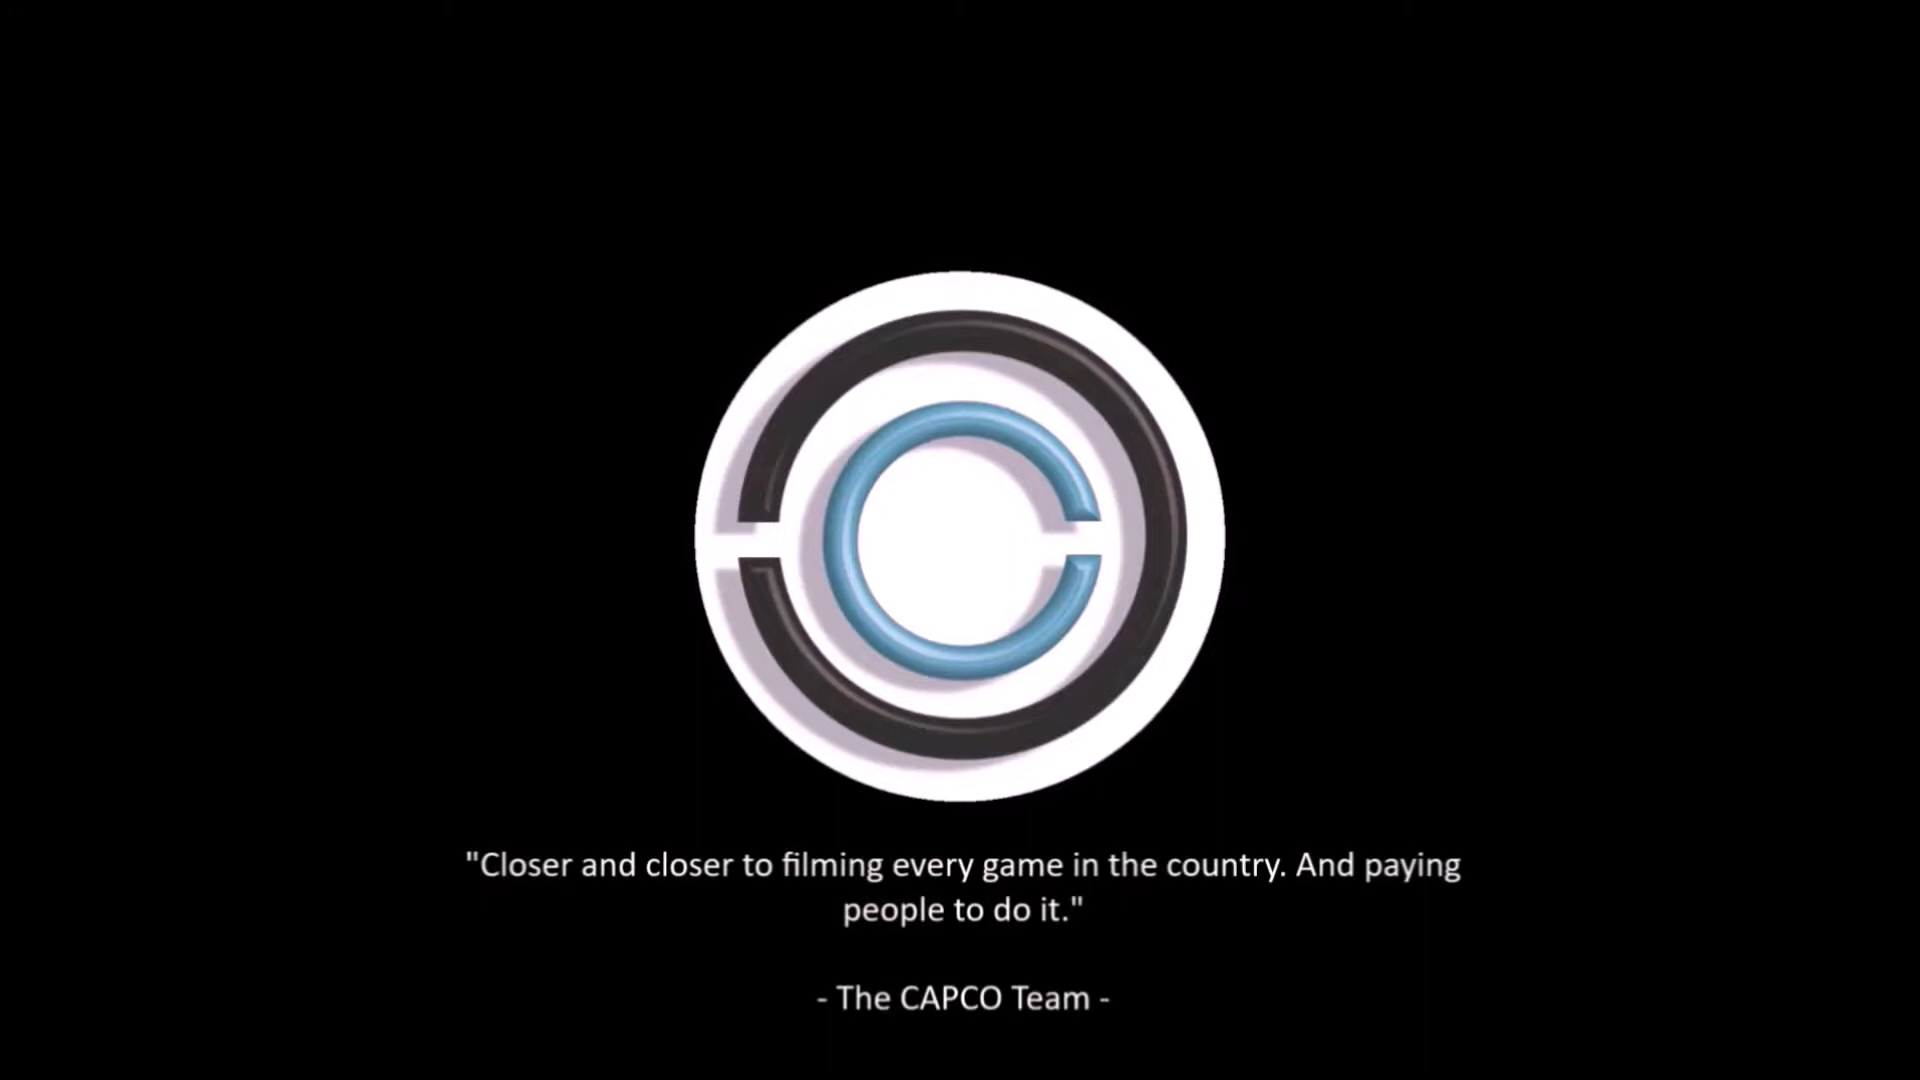 "Closer and closer to filming every game in the country. And paying
people to do it."
- The CAPCO Team -